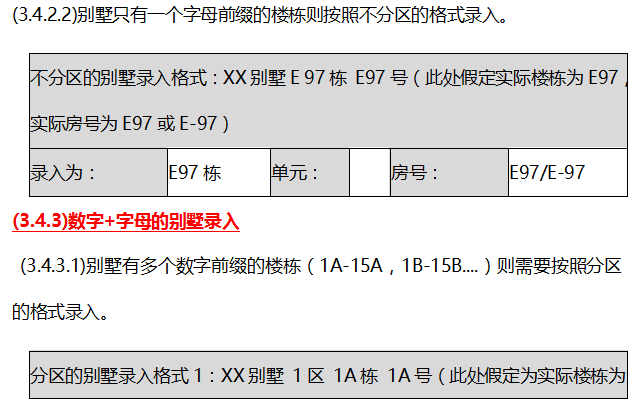 (3.4.2.2)别墅只有一个字母前缀的楼栋则按照不分区的格式录入。
不分区的别墅录入格式：XX别墅 E 97 栋 E97 号（此处假定实际楼栋为 E97，
实际房号为 E97 或 E-97）
录入为： E97 栋 单元： 房号： E97/E-97
(3.4.3)数字+字母的别墅录入
(3.4.3.1)别墅有多个数字前缀的楼栋（1A-15A，1B-15B....）则需要按照分区
的格式录入。
分区的别墅录入格式 1：XX 别墅 1 区 1A 栋 1A 号（此处假定为实际楼栋为